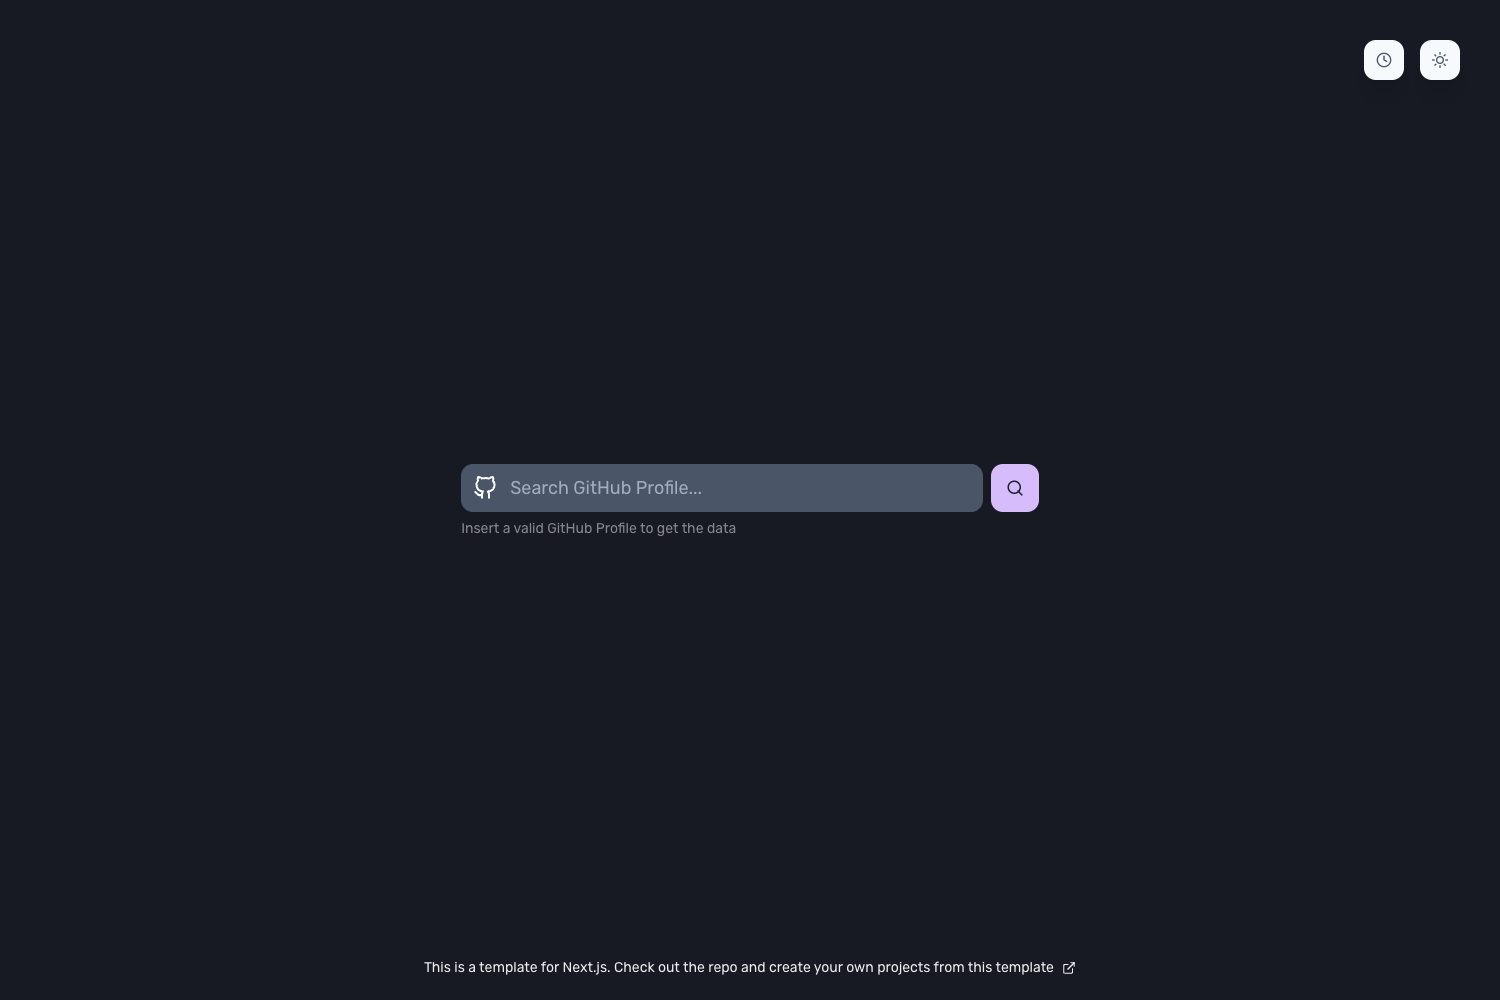 Search GitHub Profile...
Insert a valid GitHub Profile to get the data
This is a template for Next.js. Check out the repo and create your own projects from this template